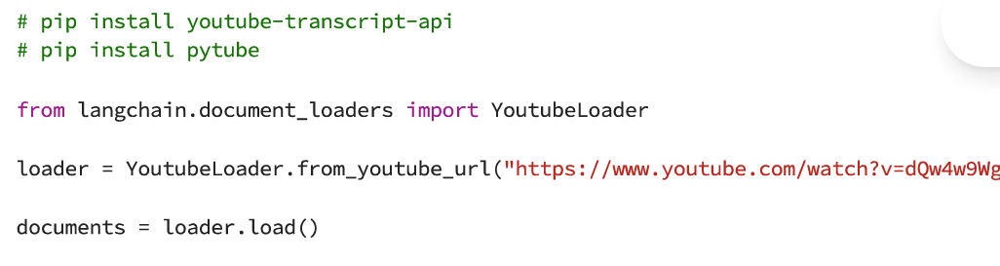 # pip install youtube-transcript-api
# pip install pytube
from langchain.document_loaders import YoutubeLoader
loader = YoutubeLoader.from_youtube_url("https://www.youtube.com/watch?v=dQw4w9Wg
documents = loader.load()